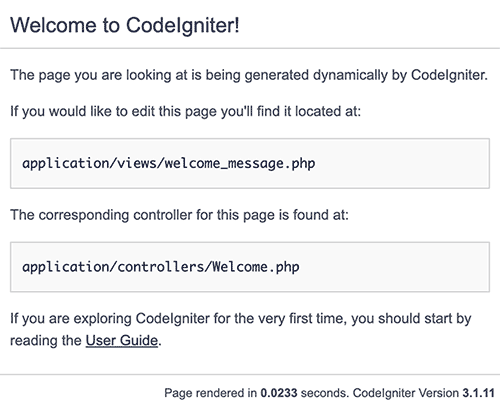 Welcome to CodeIgniter!
The page you are looking at is being generated dynamically by CodeIgniter.
If you would like to edit this page you'll find it located at:
application/views/welcome_message.php
The corresponding controller for this page is found at:
application/controllers/Welcome.php
If you are exploring CodeIgniter for the very first time, you should start by
reading the User Guide.
Page rendered in 0.0233 seconds. CodeIgniter Version 3.1.11